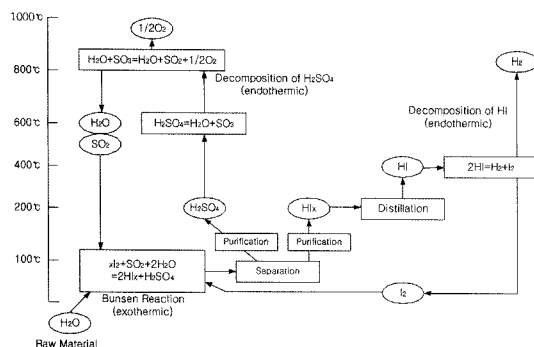 1000℃
800℃
600℃
400℃
200℃
100℃
1/2O₂
H₂O+SO₃=H₂O+SO₂+1/2O₂
Decomposition of H₂SO₄
(endothermic)
H₂O
SO₂
H₂SO₄=H₂O+SO₃
H₂
Decomposition of HI
(endothermic)
HI
2HI=H₂+I₂
H₂SO₄
HIx
Distillation
Purification
Purification
Separation
xI₂+SO₂+2H₂O
=2HIx+H₂SO₄
Bunsen Reaction
(exothermic)
I₂
H₂O
Raw Material